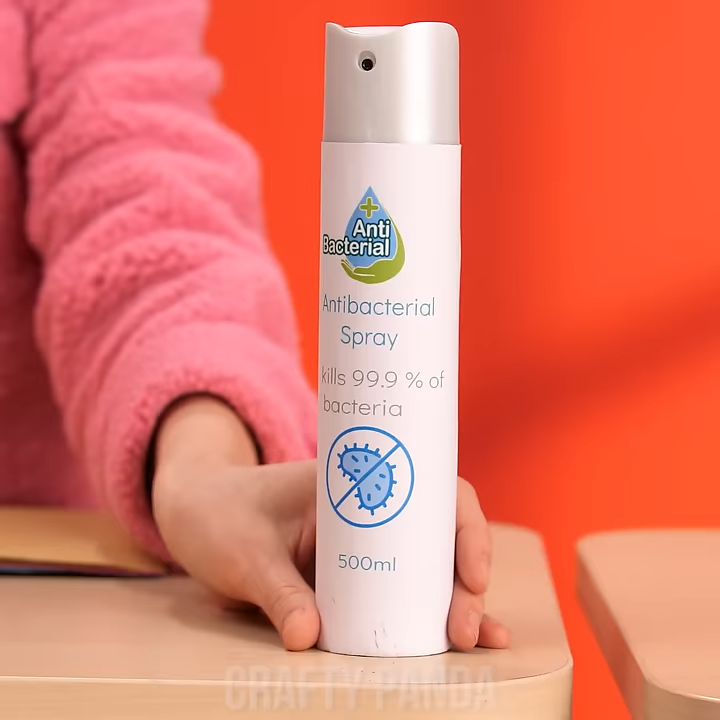 Anti
Bacterial
Antibacterial
Spray
kills 99.9 % of
bacteria
500ml
CRAFTY PANDA